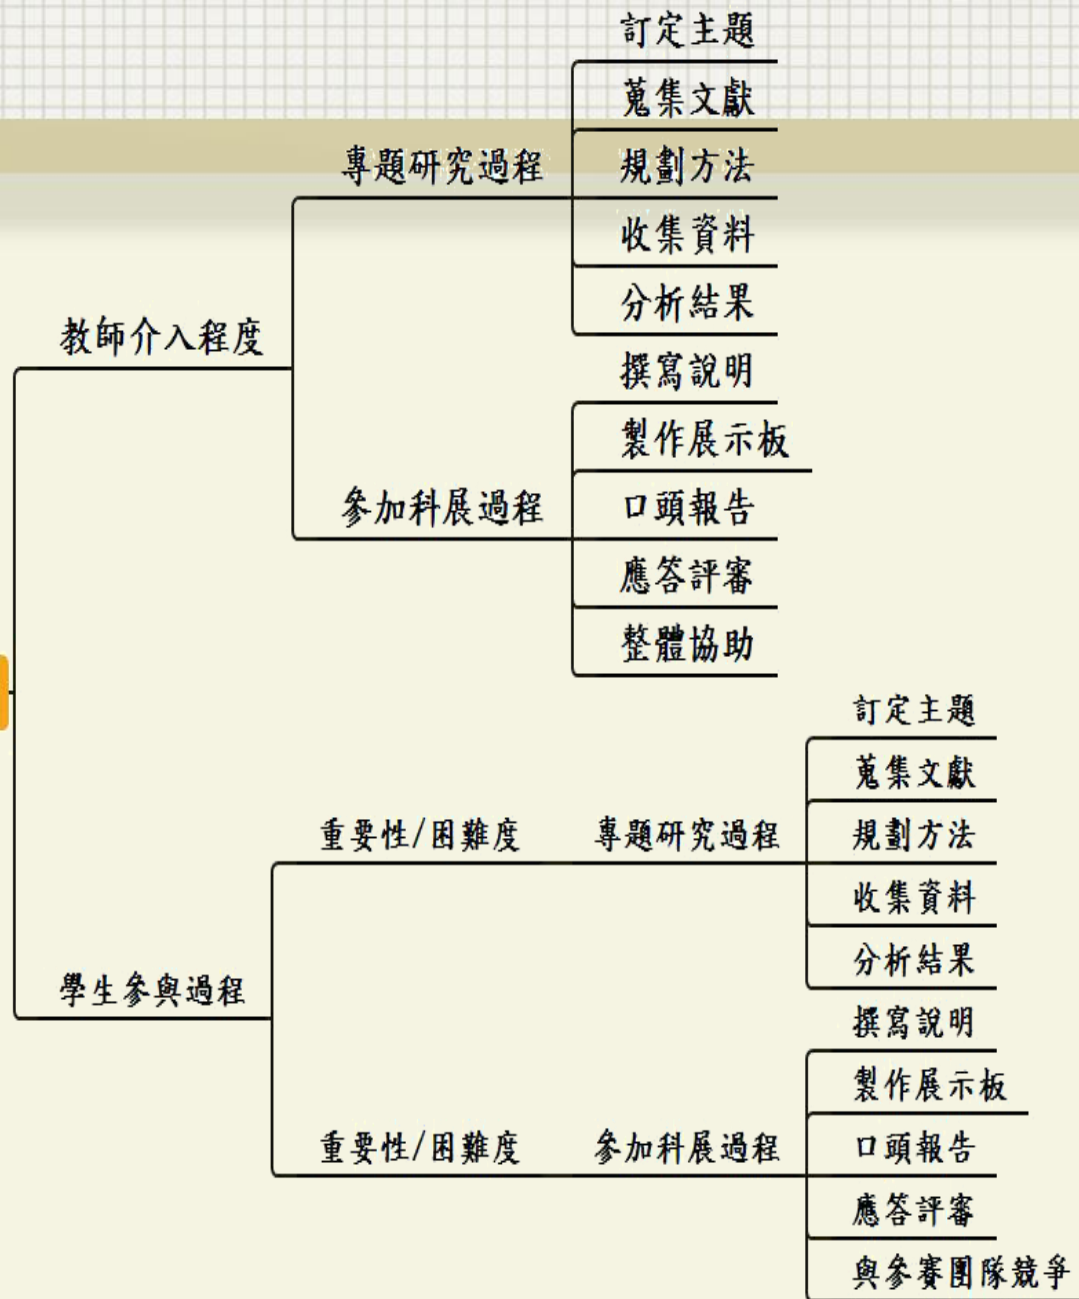 訂定主題
蒐集文獻
專題研究過程
規劃方法
收集資料
分析結果
教師介入程度
撰寫說明
製作展示板
參加科展過程
口頭報告
應答評審
整體協助
訂定主題
蒐集文獻
重要性/困難度
專題研究過程
規劃方法
收集資料
分析結果
學生參與過程
撰寫說明
製作展示板
重要性/困難度
參加科展過程
口頭報告
應答評審
與參賽團隊競爭